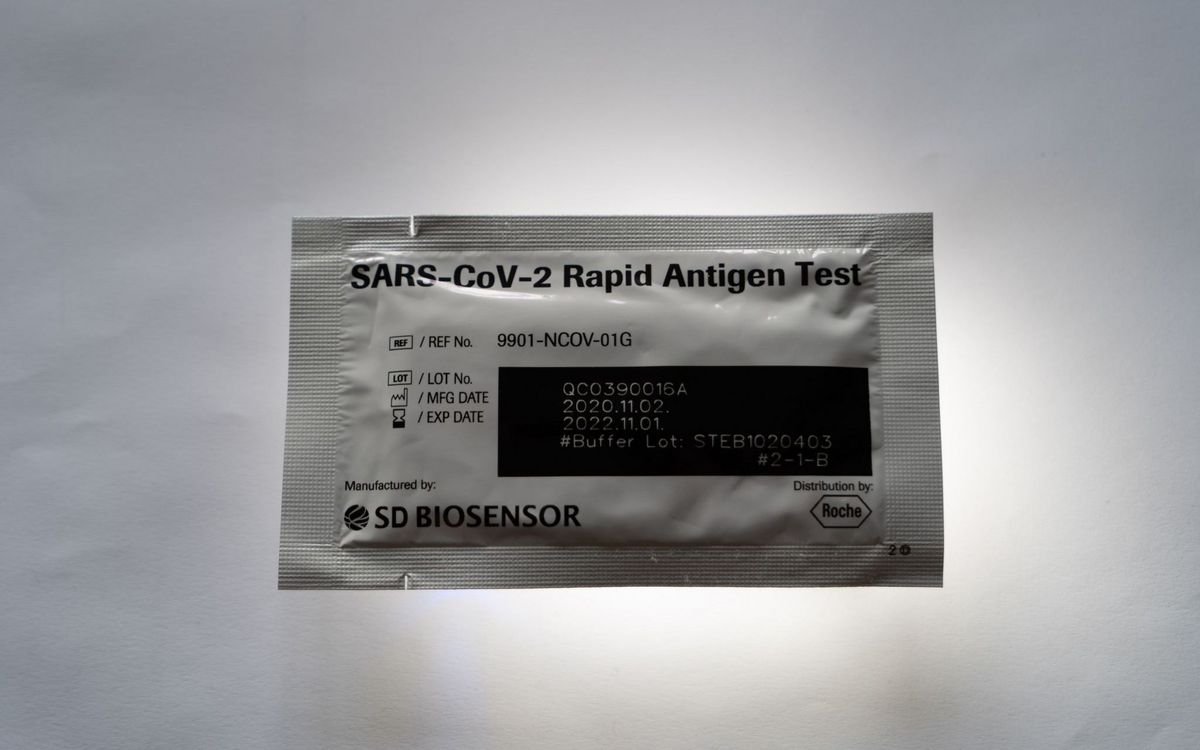 SARS-CoV-2 Rapid Antigen Test
REF / REF No. 9901-NCOV-01G
LOT / LOT No. QC0390016A
/ MFG DATE 2020.11.02.
/ EXP DATE 2022.11.01.
#Buffer Lot: STEB1020403
#2-1-B
Manufactured by: Distribution by:
SD BIOSENSOR Roche
2